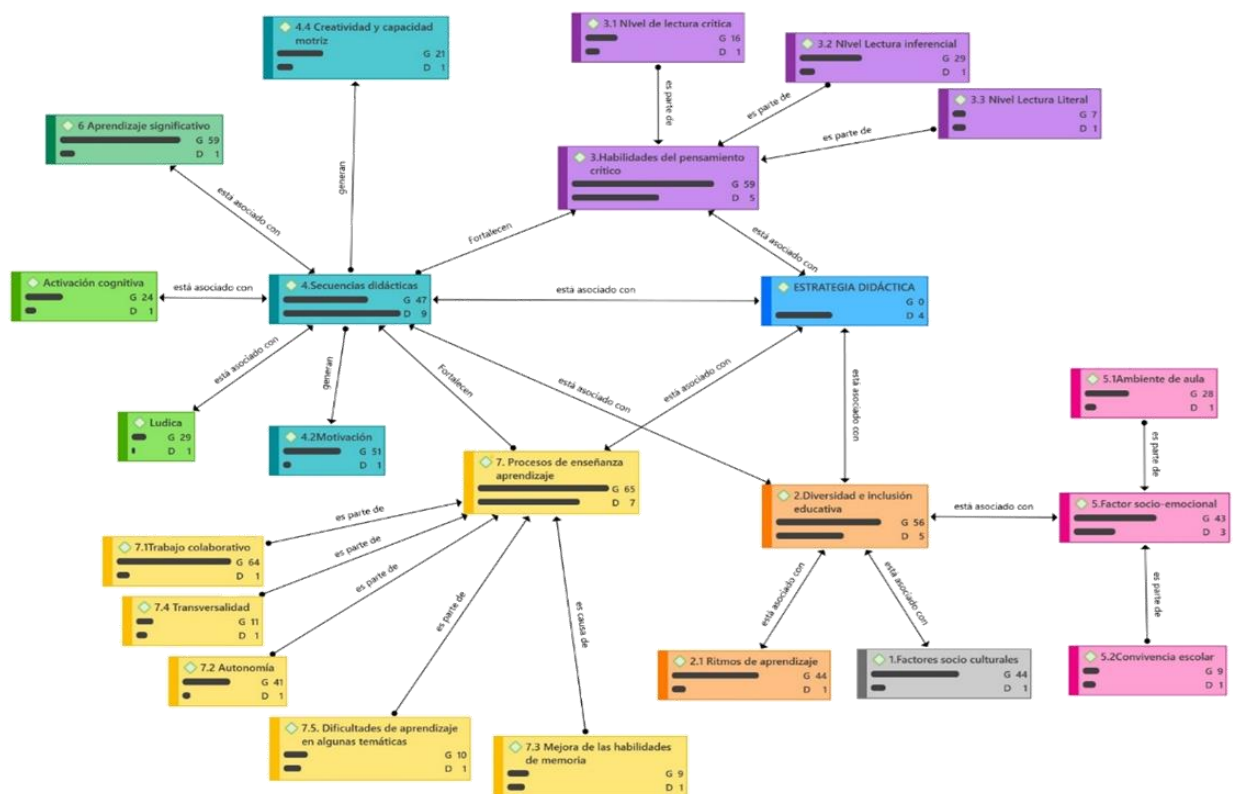 4.4 Creatividad y capacidad
motriz
G 21
D 1
3.1 NIvel de lectura crítica
G 16
D 1
3.2 NIvel Lectura inferencial
G 29
D 1
3.3 Nivel Lectura Literal
G 7
D 1
6 Aprendizaje significativo
G 59
D 1
es parte de
es parte de
es parte de
3.Habilidades del pensamiento
crítico
G 59
D 5
generan
está asociado con
Fortalecen
está asociado con
Activación cognitiva
G 24
D 1
está asociado con
4.Secuencias didácticas
G 47
D 9
está asociado con
ESTRATEGIA DIDÁCTICA
G 0
D 4
está asociado con
generan
Fortalecen
está asociado con
está asociado con
está asociado con
Ludica
G 29
D 1
4.2Motivación
G 51
D 1
5.1Ambiente de aula
G 28
D 1
es parte de
7. Procesos de enseñanza
aprendizaje
G 65
D 7
2.Diversidad e inclusión
educativa
G 56
D 5
está asociado con
5.Factor socio-emocional
G 43
D 3
es parte de
7.1Trabajo colaborativo
G 64
D 1
es parte de
7.4 Transversalidad
G 11
D 1
es parte de
7.2 Autonomía
G 41
D 1
es parte de
es causa de
está asociado con
está asociado con
es parte de
2.1 Ritmos de aprendizaje
G 44
D 1
1.Factores socio culturales
G 44
D 1
5.2Convivencia escolar
G 9
D 1
7.5. Dificultades de aprendizaje
en algunas temáticas
G 10
D 1
7.3 Mejora de las habilidades
de memoria
G 9
D 1